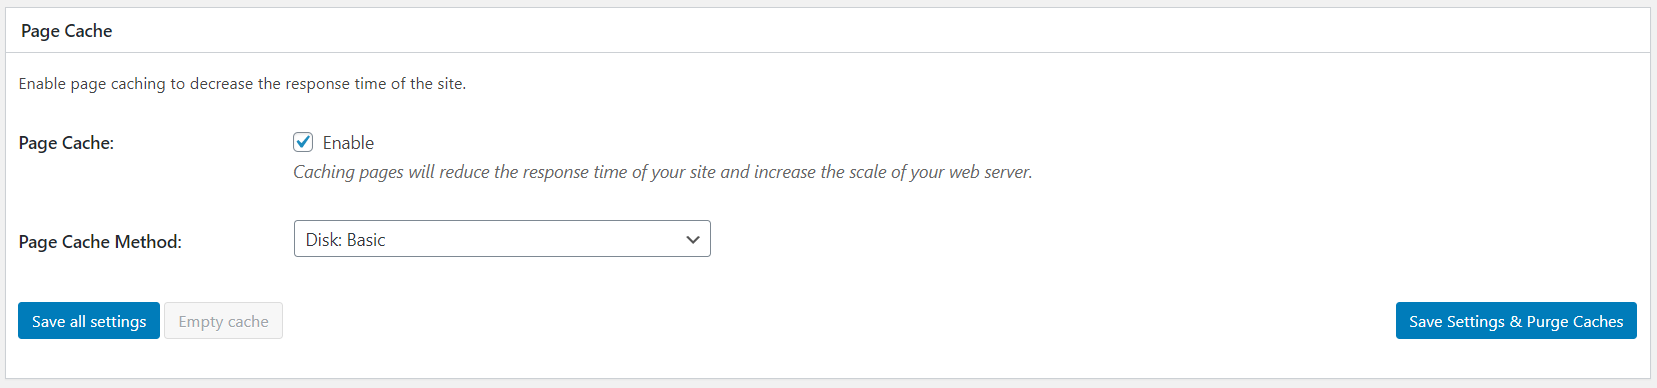 Page Cache
Enable page caching to decrease the response time of the site.
Page Cache: Enable
Caching pages will reduce the response time of your site and increase the scale of your web server.
Page Cache Method: Disk: Basic
Save all settings Empty cache Save Settings & Purge Caches